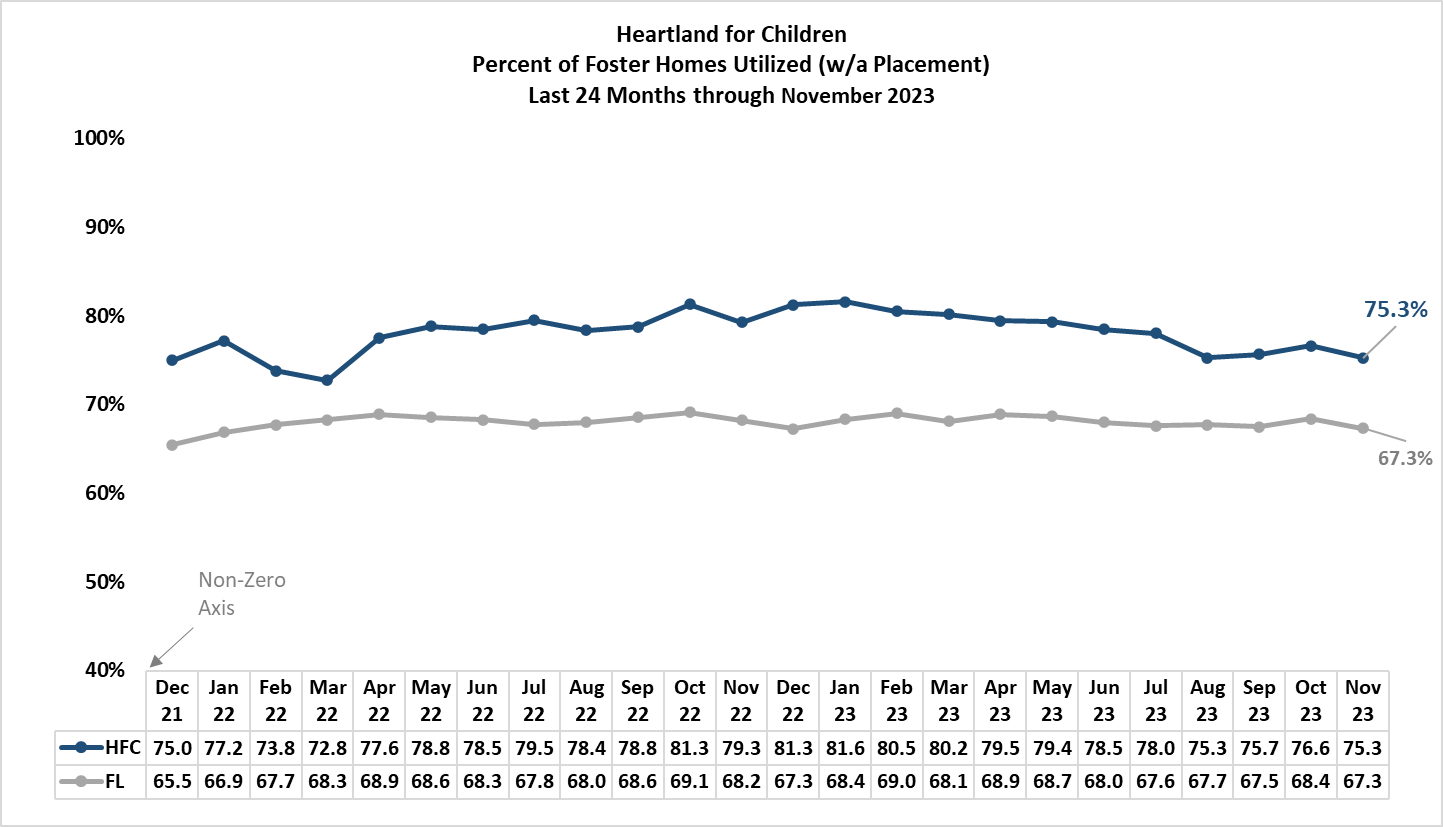 Heartland for Children
Percent of Foster Homes Utilized (w/a Placement)
Last 24 Months through November 2023
100%
90%
80%
70%
60%
50%
40%
75.3%
67.3%
Non-Zero
Axis
Dec Jan Feb Mar Apr May Jun Jul Aug Sep Oct Nov Dec Jan Feb Mar Apr May Jun Jul Aug Sep Oct Nov
21 22 22 22 22 22 22 22 22 22 22 22 22 23 23 23 23 23 23 23 23 23 23 23
HFC 75.0 77.2 73.8 72.8 77.6 78.8 78.5 79.5 78.4 78.8 81.3 79.3 81.3 81.6 80.5 80.2 79.5 79.4 78.5 78.0 75.3 75.7 76.6 75.3
FL 65.5 66.9 67.7 68.3 68.9 68.6 68.3 67.8 68.0 68.6 69.1 68.2 67.3 68.4 69.0 68.1 68.9 68.7 68.0 67.6 67.7 67.5 68.4 67.3